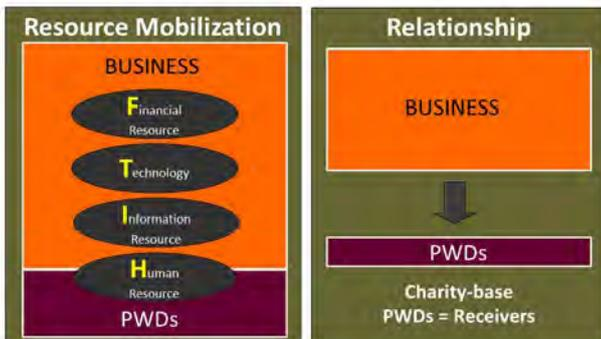 Resource Mobilization
BUSINESS
Financial
Resource
Technology
Information
Resource
Human
Resource
PWDs
Relationship
BUSINESS
PWDs
Charity-base
PWDs = Receivers